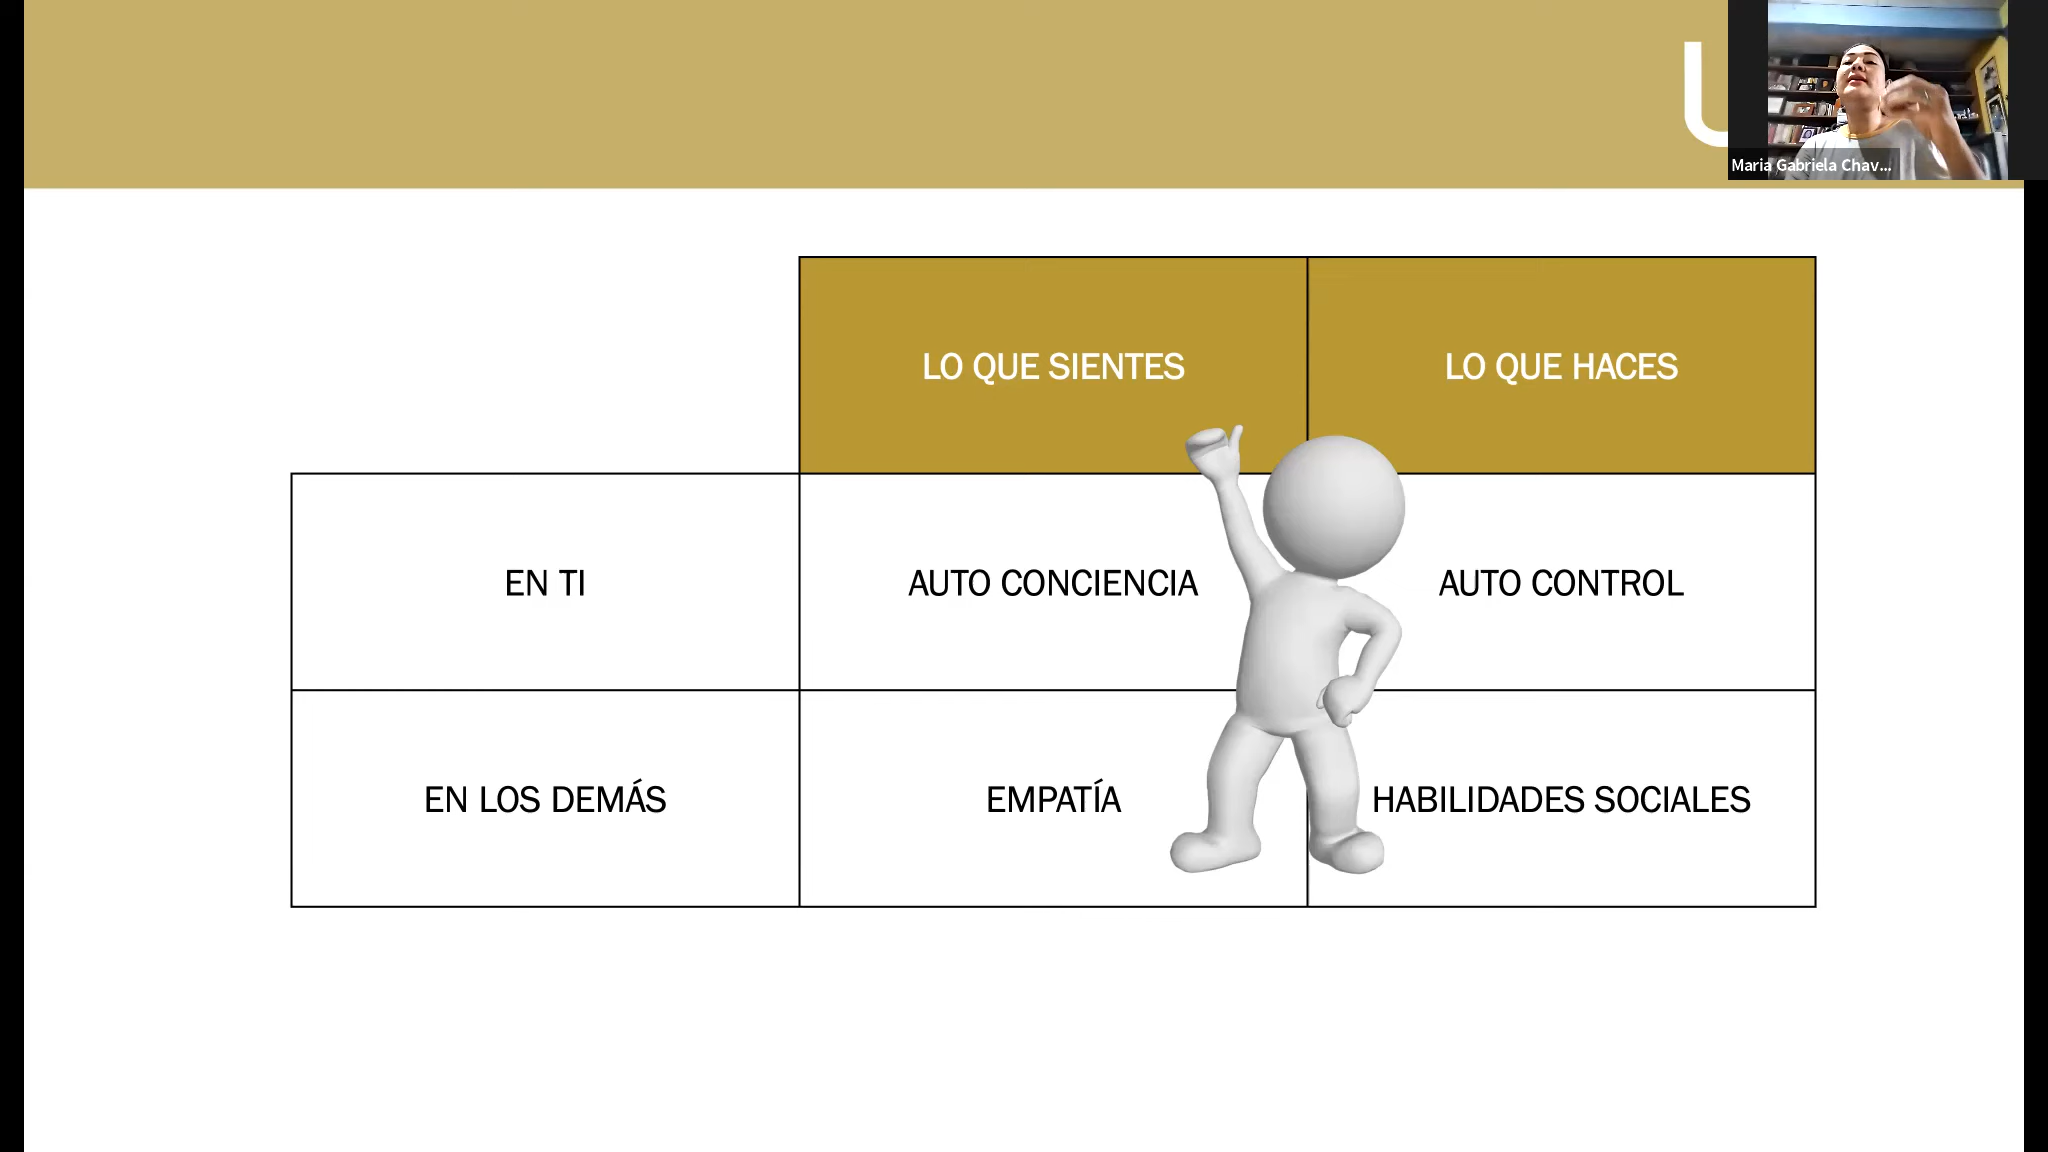 Maria Gabriela Chav...
LO QUE SIENTES
LO QUE HACES
EN TI
AUTO CONCIENCIA
AUTO CONTROL
EN LOS DEMÁS
EMPATÍA
HABILIDADES SOCIALES